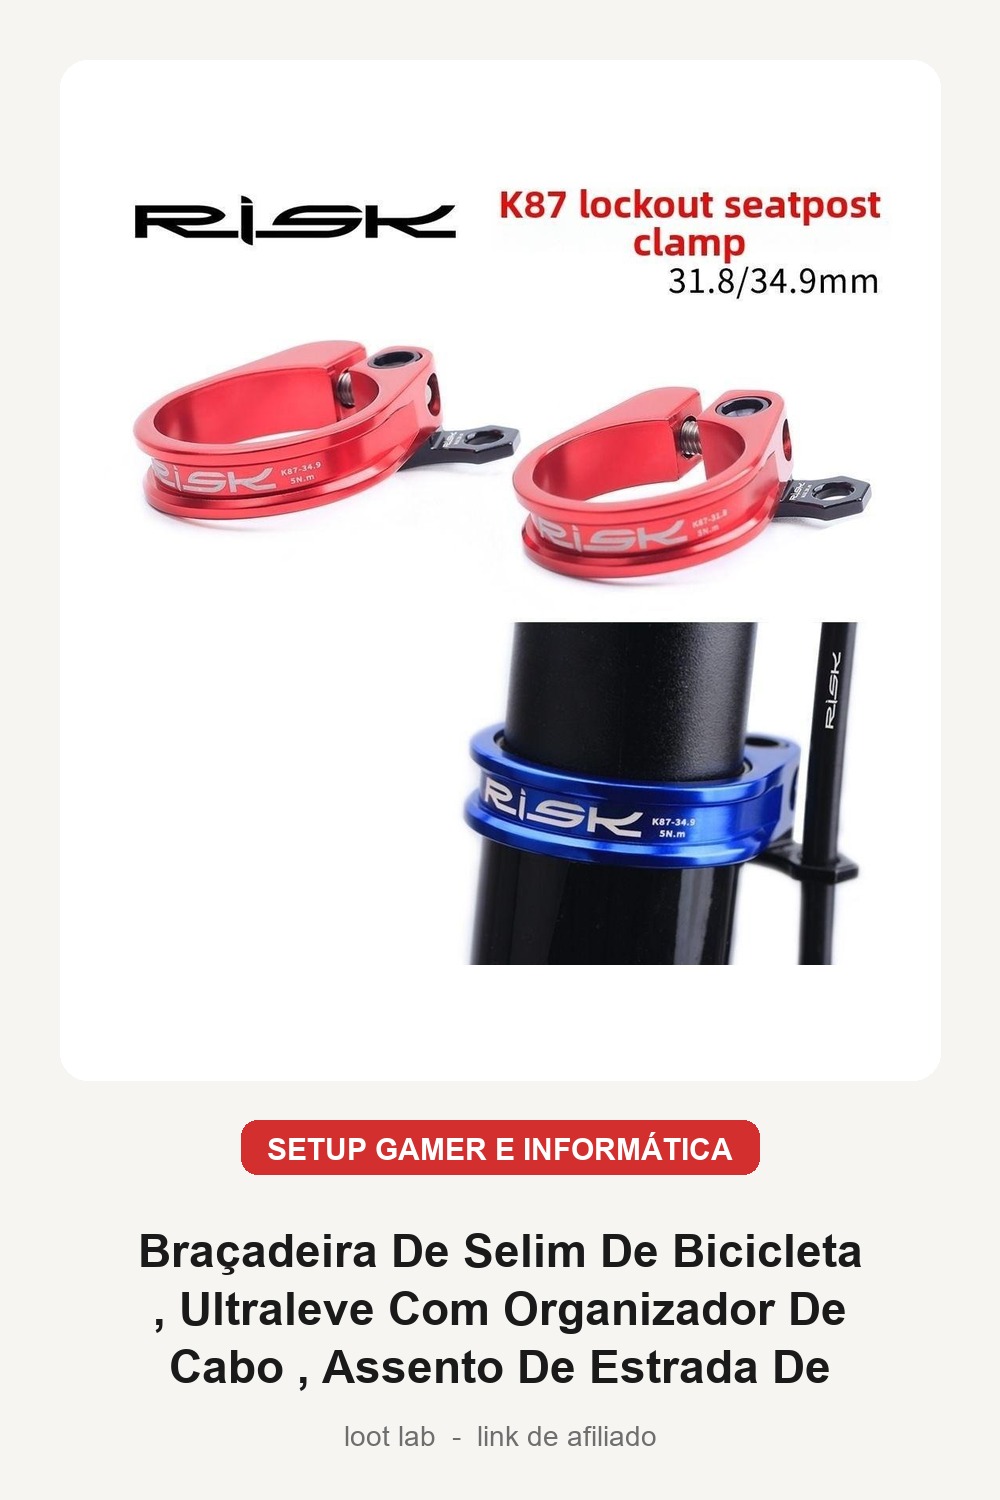 RISK
K87 lockout seatpost
clamp
31.8/34.9mm
RISK
K87-34.9
5N.m
RISK
RISK
K87-31.8
5N.m
RISK
RISK
RISK
K87-34.9
5N.m
SETUP GAMER E INFORMÁTICA
Braçadeira De Selim De Bicicleta
, Ultraleve Com Organizador De
Cabo , Assento De Estrada De
loot lab - link de afiliado